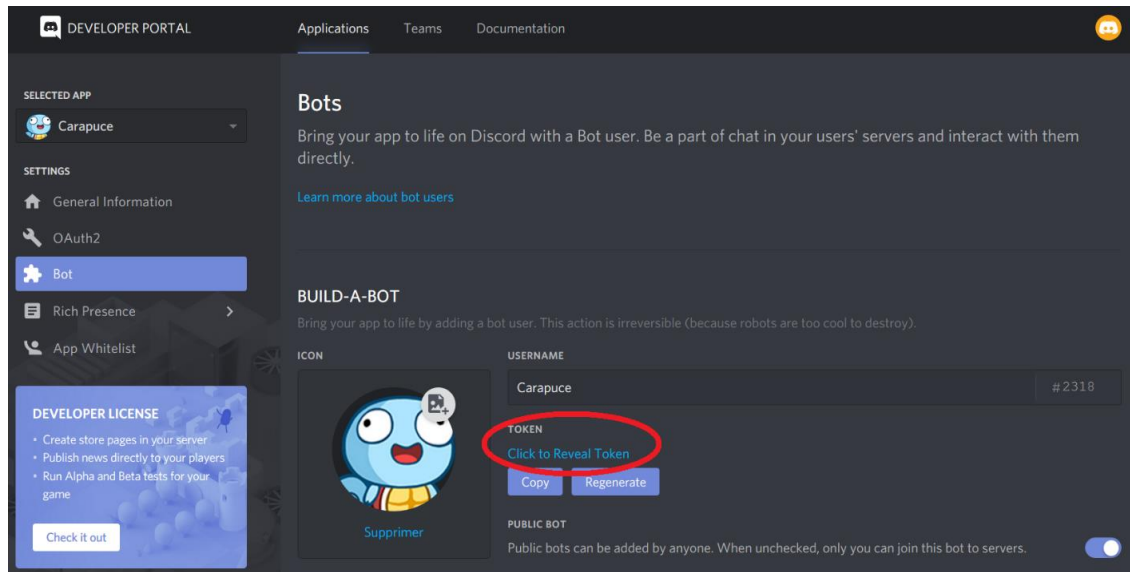 DEVELOPER PORTAL
Applications
Teams
Documentation
SELECTED APP
Carapuce
SETTINGS
General Information
OAuth2
Bot
Rich Presence
App Whitelist
DEVELOPER LICENSE
• Create store pages in your server
• Publish news directly to your players
• Run Alpha and Beta tests for your
game
Check it out
Bots
Bring your app to life on Discord with a Bot user. Be a part of chat in your users' servers and interact with them
directly.
Learn more about bot users
BUILD-A-BOT
Bring your app to life by adding a bot user. This action is irreversible (because robots are too cool to destroy).
ICON
Supprimer
USERNAME
Carapuce
#2318
TOKEN
Click to Reveal Token
Copy
Regenerate
PUBLIC BOT
Public bots can be added by anyone. When unchecked, only you can join this bot to servers.